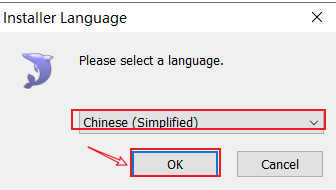 Installer Language
Please select a language.
Chinese (Simplified)
OK
Cancel